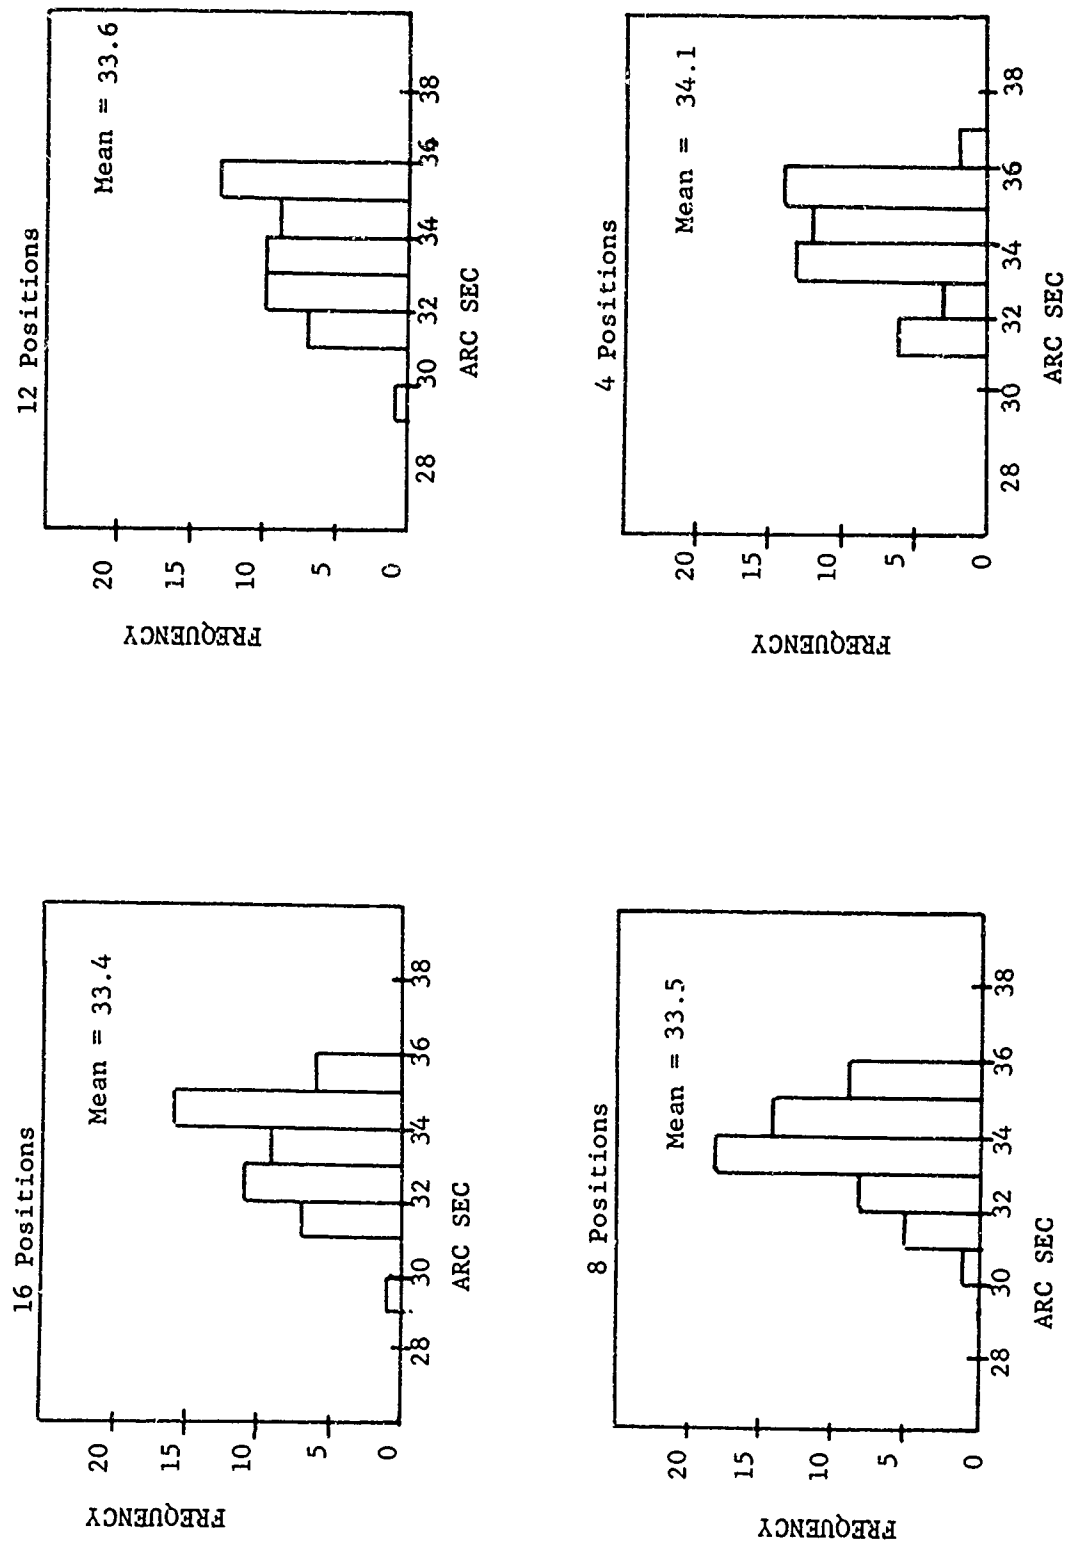 16 Positions
Mean = 33.4
FREQUENCY
20
15
10
5
0
28
30
32
34
36
38
ARC SEC
12 Positions
Mean = 33.6
FREQUENCY
20
15
10
5
0
28
30
32
34
36
38
ARC SEC
8 Positions
Mean = 33.5
FREQUENCY
20
15
10
5
0
28
30
32
34
36
38
ARC SEC
4 Positions
Mean = 34.1
FREQUENCY
20
15
10
5
0
28
30
32
34
36
38
ARC SEC